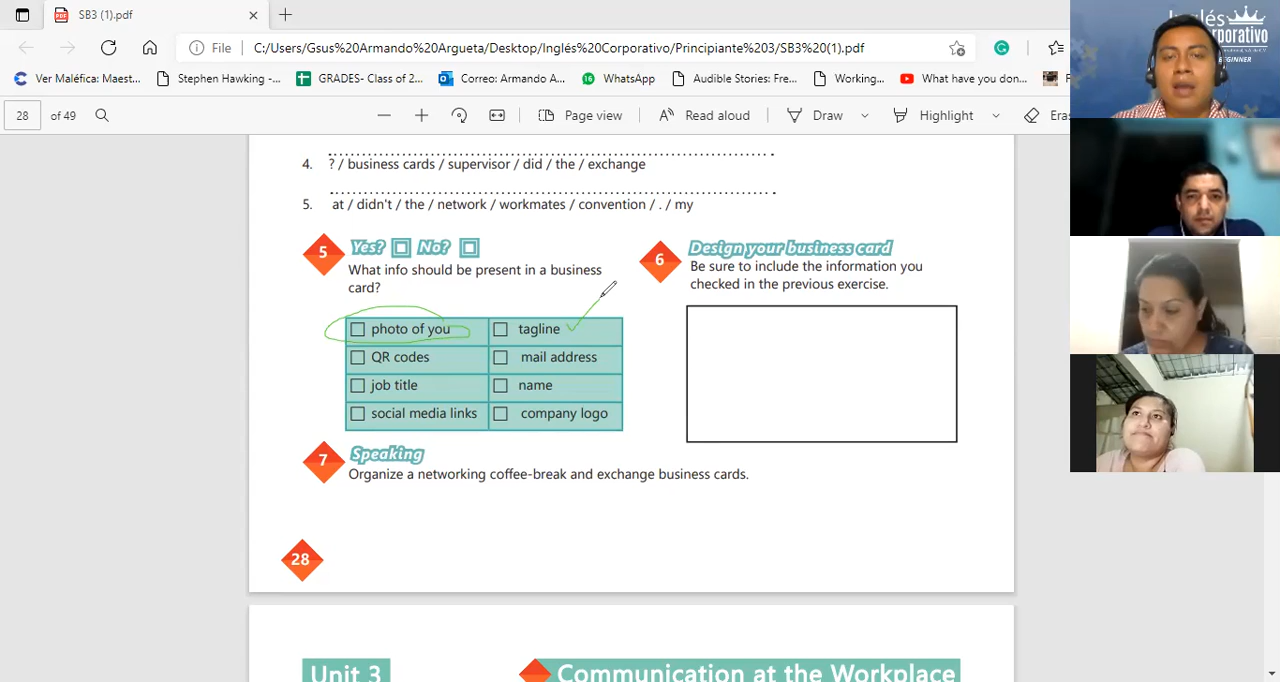 SB3 (1).pdf
File
C:/Users/Gsus%20Armando%20Argueta/Desktop/Inglés%20Corporativo/Principiante%203/SB3%20(1).pdf
Ver Maléfica: Maest...
Stephen Hawking -...
GRADES- Class of 2...
Correo: Armando A...
WhatsApp
Audible Stories: Fre...
Working...
What have you don...
28 of 49
Page view
Read aloud
Draw
Highlight
Eras
4. ? / business cards / supervisor / did / the / exchange
5. at / didn't / the / network / workmates / convention / . / my
5 Yes? No?
What info should be present in a business
card?
photo of you tagline
QR codes mail address
job title name
social media links company logo
6 Design your business card
Be sure to include the information you
checked in the previous exercise.
7 Speaking
Organize a networking coffee-break and exchange business cards.
28
Unit 3 Communication at the Workplace
Inglés
BEGINNER